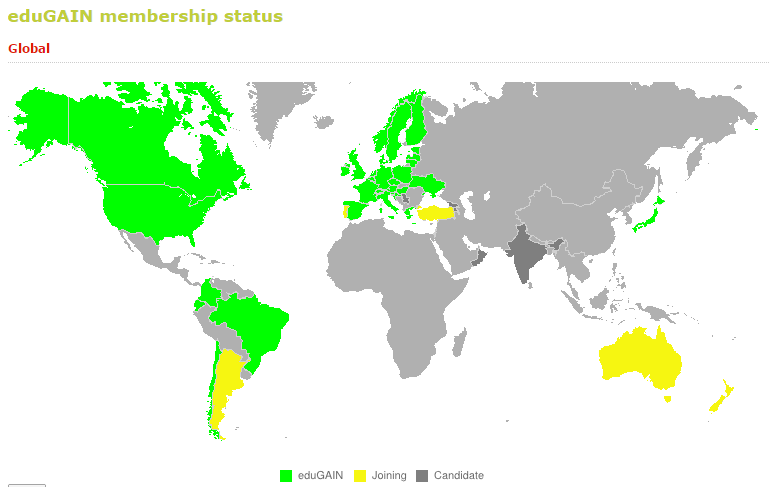 eduGAIN membership status
Global
eduGAIN Joining Candidate